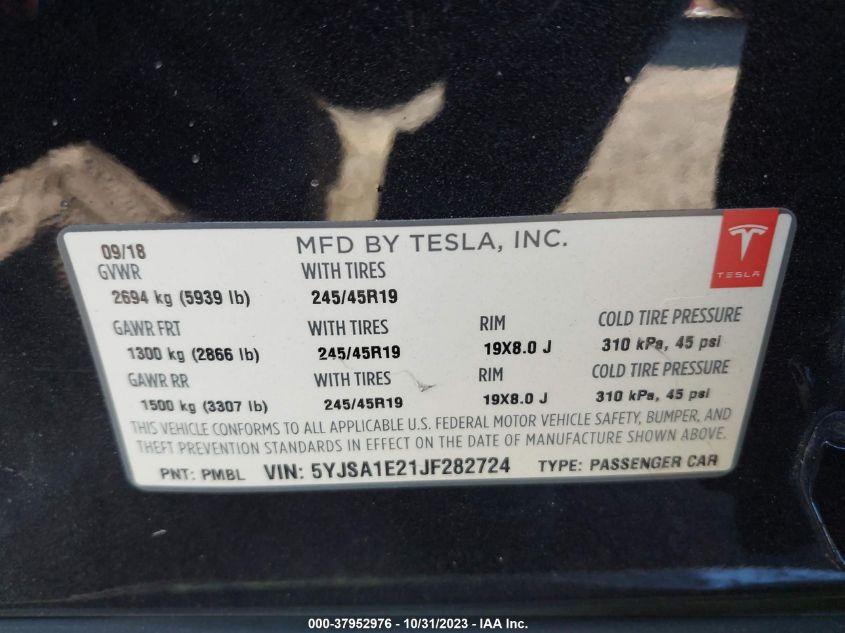 09/18 MFD BY TESLA, INC.
TESLA
GVWR WITH TIRES
2694 kg (5939 lb) 245/45R19
GAWR FRT WITH TIRES RIM COLD TIRE PRESSURE
1300 kg (2866 lb) 245/45R19 19X8.0 J 310 kPa, 45 psi
GAWR RR WITH TIRES RIM COLD TIRE PRESSURE
1500 kg (3307 lb) 245/45R19 19X8.0 J 310 kPa, 45 psi
THIS VEHICLE CONFORMS TO ALL APPLICABLE U.S. FEDERAL MOTOR VEHICLE SAFETY, BUMPER, AND
THEFT PREVENTION STANDARDS IN EFFECT ON THE DATE OF MANUFACTURE SHOWN ABOVE.
PNT: PMBL VIN: 5YJSA1E21JF282724 TYPE: PASSENGER CAR
000-37952976 - 10/31/2023 - IAA Inc.